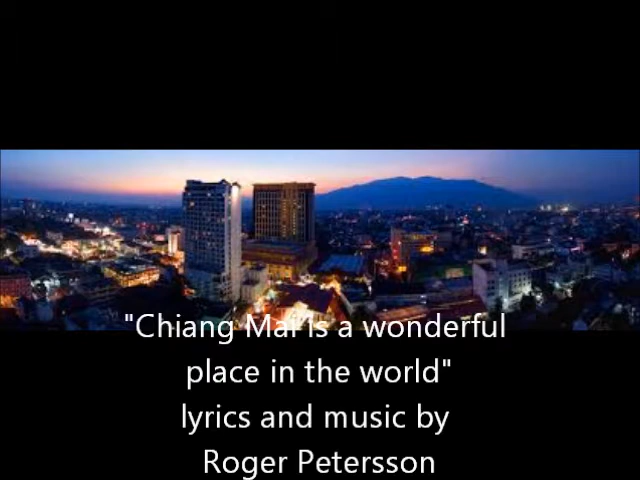 "Chiang Mai is a wonderful
place in the world"
lyrics and music by
Roger Petersson